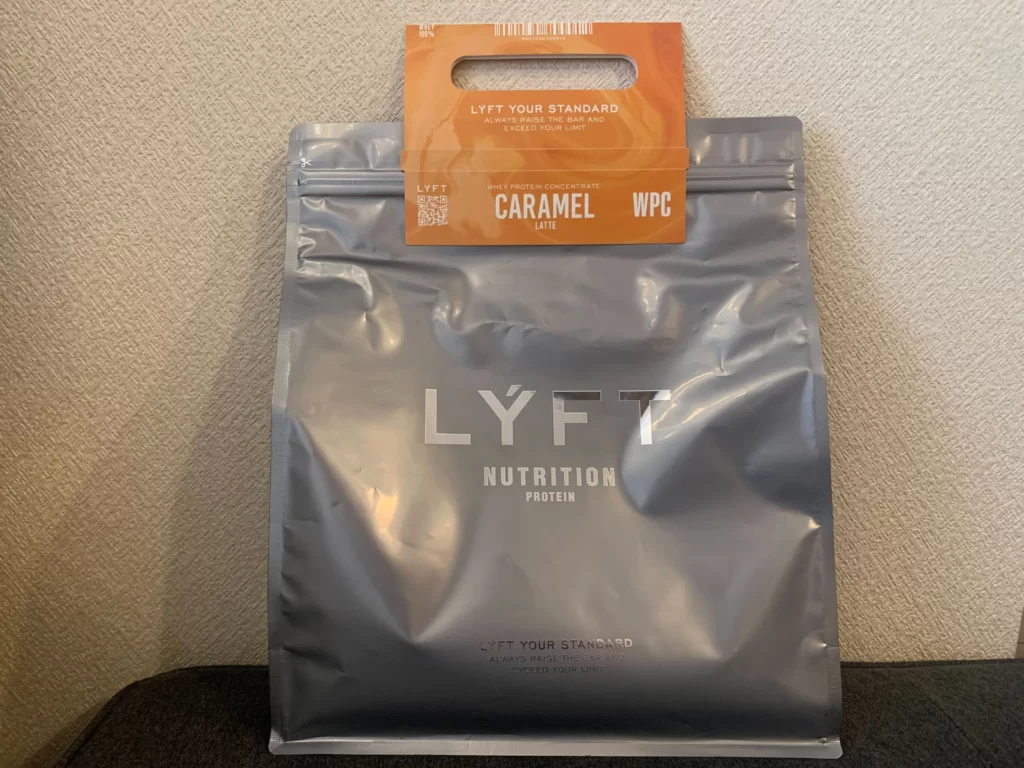 100%
LYFT YOUR STANDARD
ALWAYS RAISE THE BAR AND
EXCEED YOUR LIMIT
LYFT
WHEY PROTEIN CONCENTRATE
CARAMEL
LATTE
WPC
LÝFT
NUTRITION
PROTEIN
LYFT YOUR STANDARD
ALWAYS RAISE THE BAR AND
EXCEED YOUR LIMIT